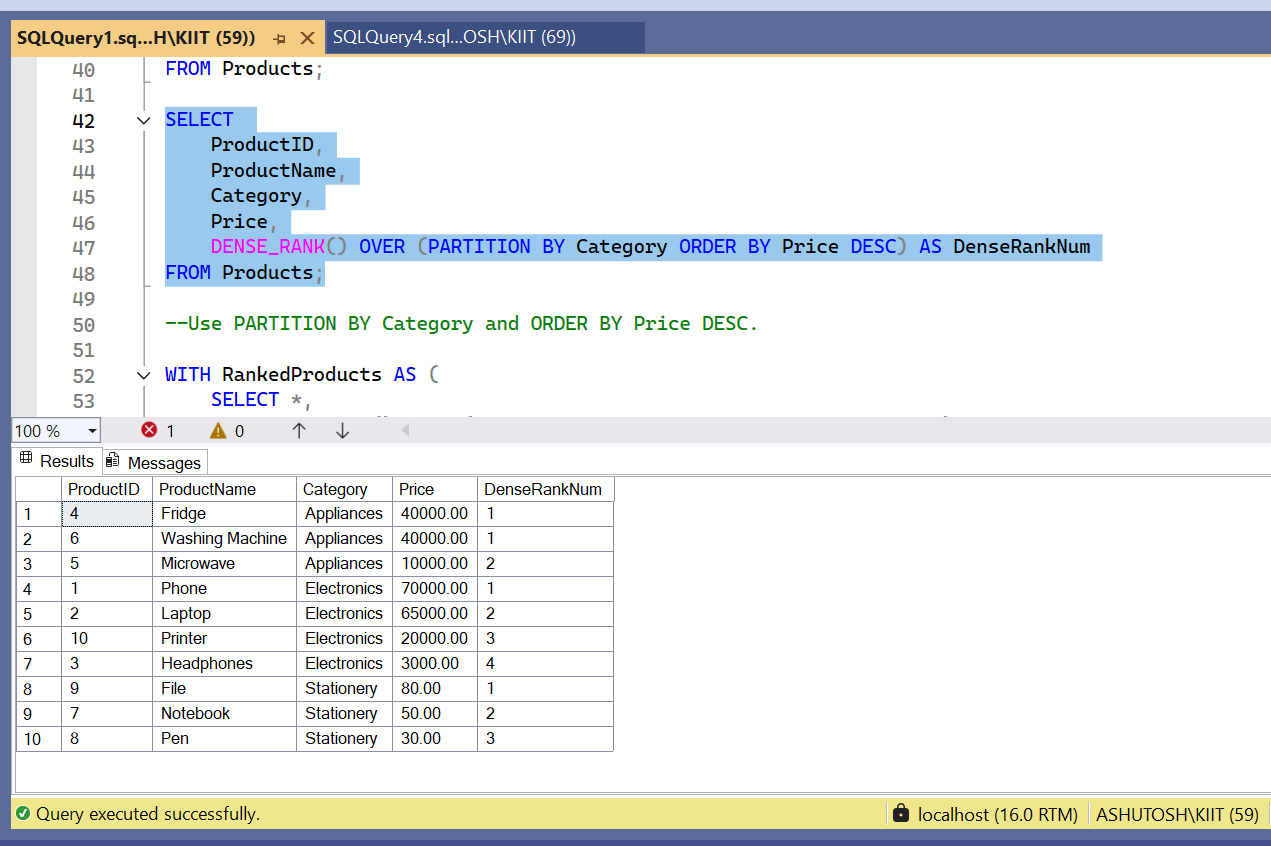 SQLQuery1.sq...H\KIIT (59)) SQLQuery4.sql...OSH\KIIT (69))
40 FROM Products;
41
42 SELECT
43 ProductID,
44 ProductName,
45 Category,
46 Price,
47 DENSE_RANK() OVER (PARTITION BY Category ORDER BY Price DESC) AS DenseRankNum
48 FROM Products;
49
50 --Use PARTITION BY Category and ORDER BY Price DESC.
51
52 WITH RankedProducts AS (
53 SELECT *,
100 % 1 0
Results Messages
ProductID ProductName Category Price DenseRankNum
1 4 Fridge Appliances 40000.00 1
2 6 Washing Machine Appliances 40000.00 1
3 5 Microwave Appliances 10000.00 2
4 1 Phone Electronics 70000.00 1
5 2 Laptop Electronics 65000.00 2
6 10 Printer Electronics 20000.00 3
7 3 Headphones Electronics 3000.00 4
8 9 File Stationery 80.00 1
9 7 Notebook Stationery 50.00 2
10 8 Pen Stationery 30.00 3
Query executed successfully. localhost (16.0 RTM) ASHUTOSH\KIIT (59)